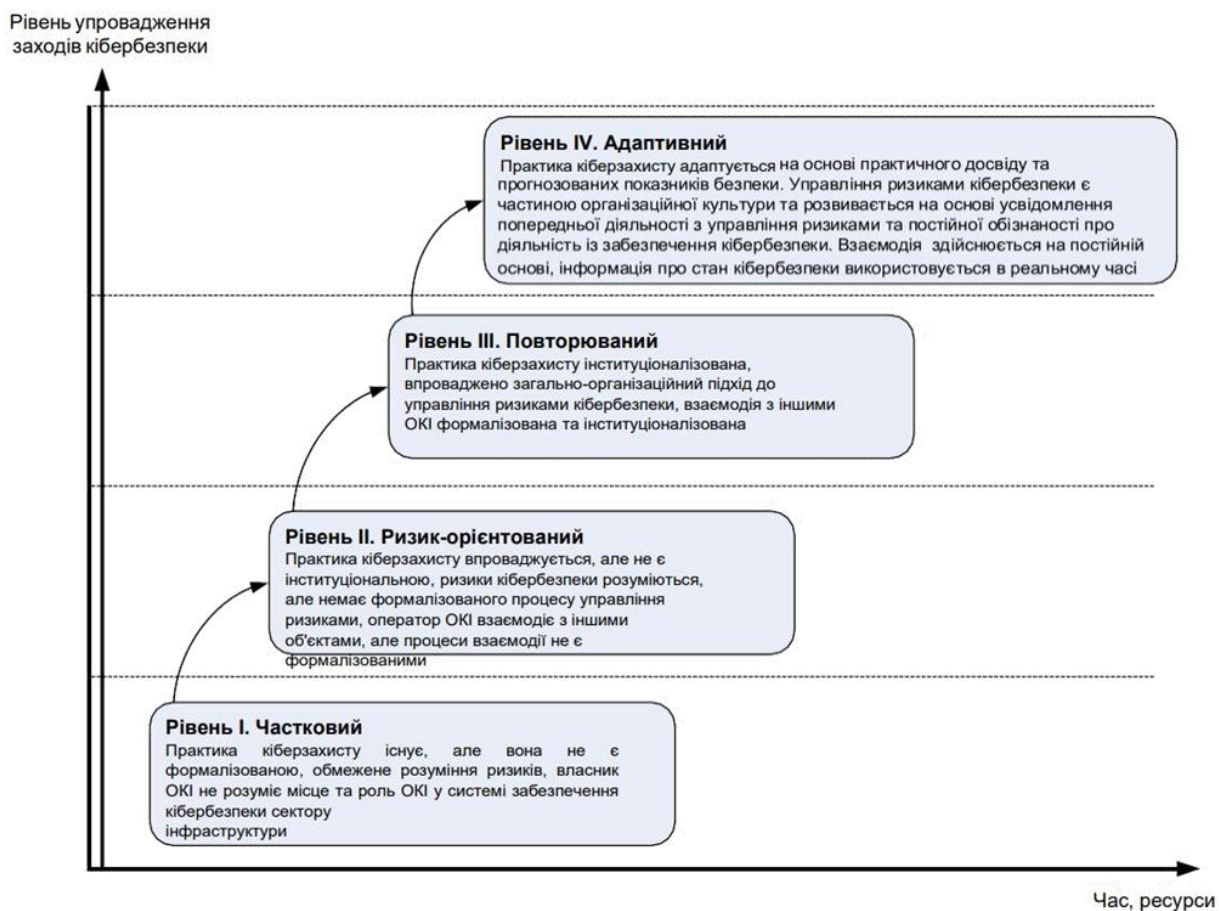 Рівень упровадження
заходів кібербезпеки
Рівень IV. Адаптивний
Практика кіберзахисту адаптується на основі практичного досвіду та
прогнозованих показників безпеки. Управління ризиками кібербезпеки є
частиною організаційної культури та розвивається на основі усвідомлення
попередньої діяльності з управління ризиками та постійної обізнаності про
діяльність із забезпечення кібербезпеки. Взаємодія здійснюється на постійній
основі, інформація про стан кібербезпеки використовується в реальному часі
Рівень III. Повторюваний
Практика кіберзахисту інституціоналізована,
впроваджено загально-організаційний підхід до
управління ризиками кібербезпеки, взаємодія з іншими
ОКІ формалізована та інституціоналізована
Рівень II. Ризик-орієнтований
Практика кіберзахисту впроваджується, але не є
інституціональною, ризики кібербезпеки розуміються,
але немає формалізованого процесу управління
ризиками, оператор ОКІ взаємодіє з іншими
об'єктами, але процеси взаємодії не є
формалізованими
Рівень I. Частковий
Практика кіберзахисту існує, але вона не є
формалізованою, обмежене розуміння ризиків, власник
ОКІ не розуміє місце та роль ОКІ у системі забезпечення
кібербезпеки сектору
інфраструктури
Час, ресурси